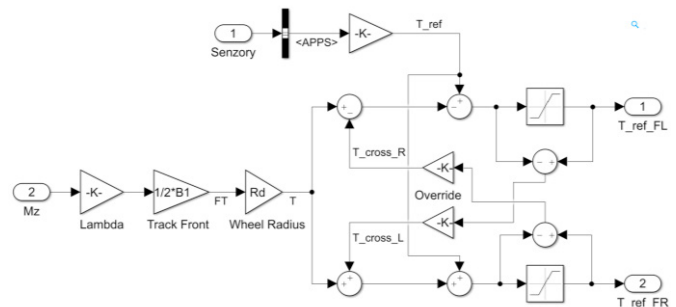 1
Senzory
<APPS>
-K-
T_ref
1
T_ref_FL
T_cross_R
-K-
Override
2
Mz
-K-
Lambda
1/2*B1
Track Front
FT
Rd
Wheel Radius
T
-K-
T_cross_L
2
T_ref_FR